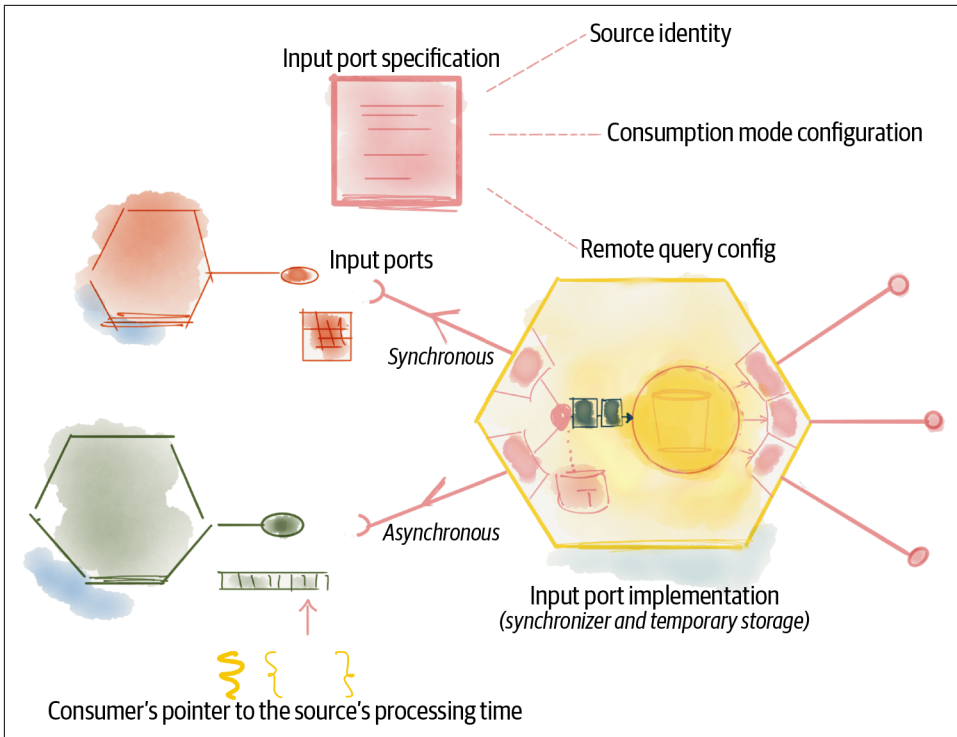 Source identity
Input port specification
Consumption mode configuration
Remote query config
Input ports
Synchronous
Asynchronous
Input port implementation
(synchronizer and temporary storage)
Consumer’s pointer to the source’s processing time